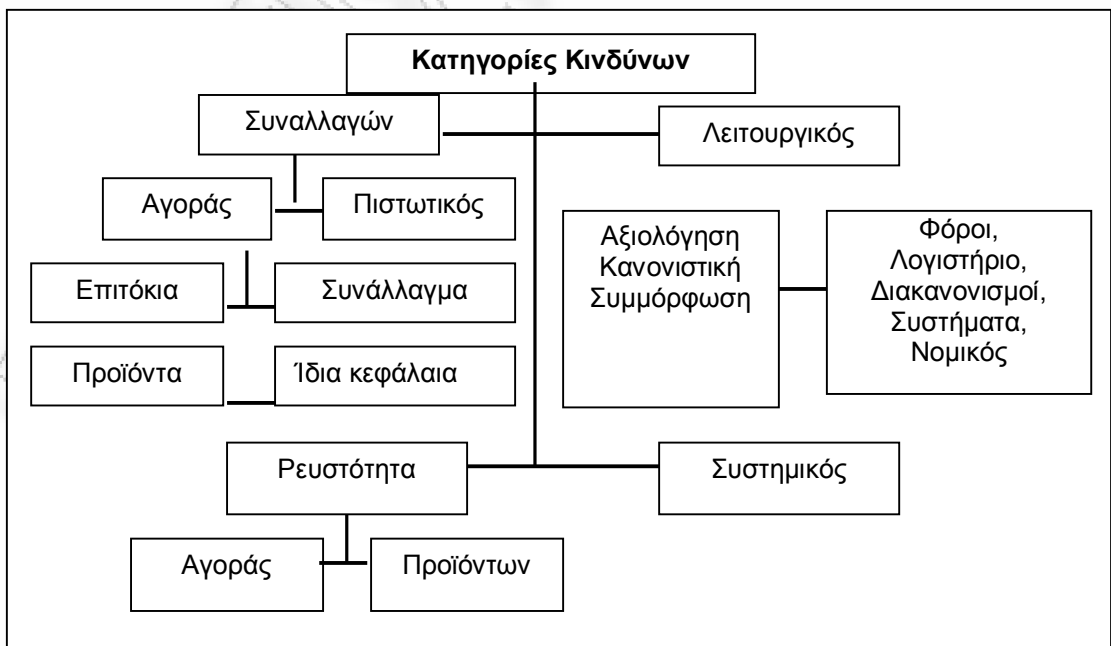 Κατηγορίες Κινδύνων
Συναλλαγών
Λειτουργικός
Αγοράς
Πιστωτικός
Αξιολόγηση
Κανονιστική
Συμμόρφωση
Φόροι,
Λογιστήριο,
Διακανονισμοί,
Συστήματα,
Νομικός
Επιτόκια
Συνάλλαγμα
Προϊόντα
Ίδια κεφάλαια
Ρευστότητα
Συστημικός
Αγοράς
Προϊόντων